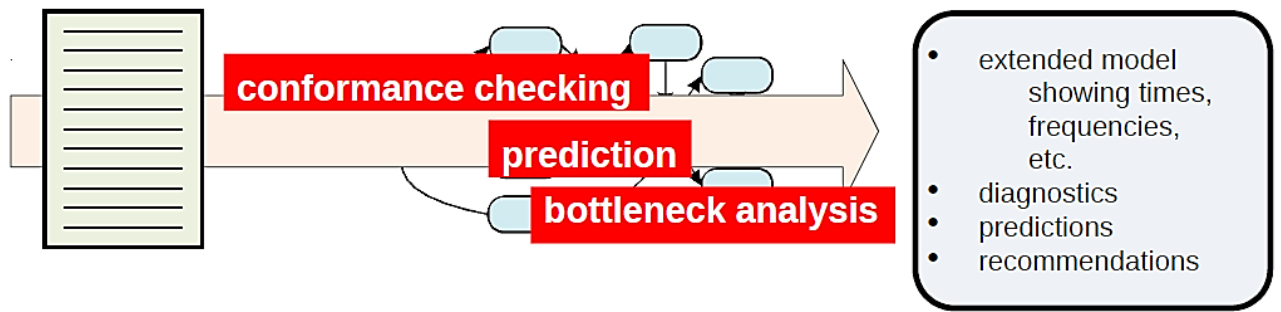 conformance checking
prediction
bottleneck analysis
• extended model
showing times,
frequencies,
etc.
• diagnostics
• predictions
• recommendations